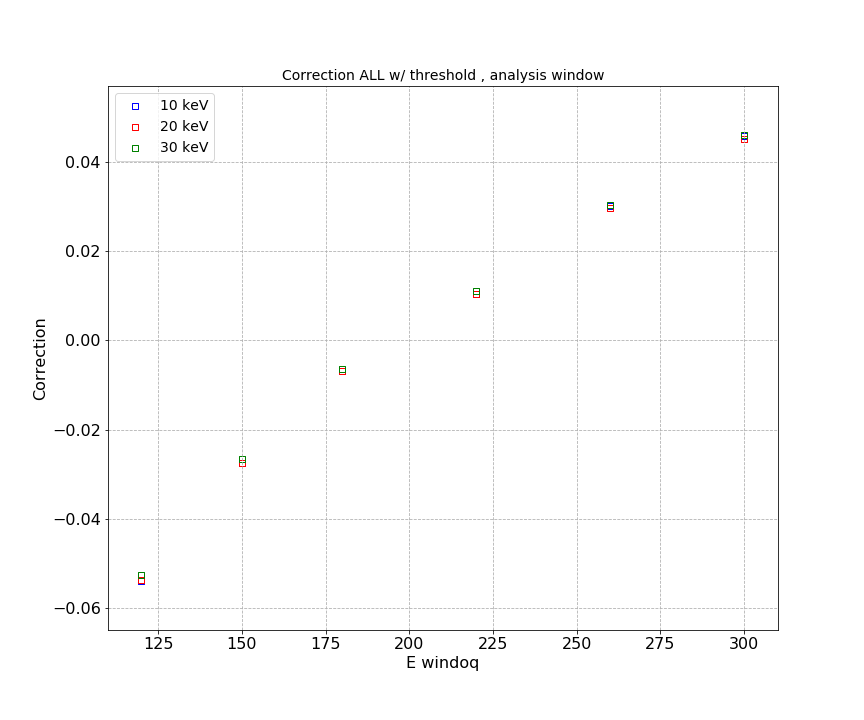 Correction ALL w/ threshold , analysis window
10 keV
20 keV
30 keV
0.04
0.02
0.00
−0.02
−0.04
−0.06
Correction
125 150 175 200 225 250 275 300
E windoq